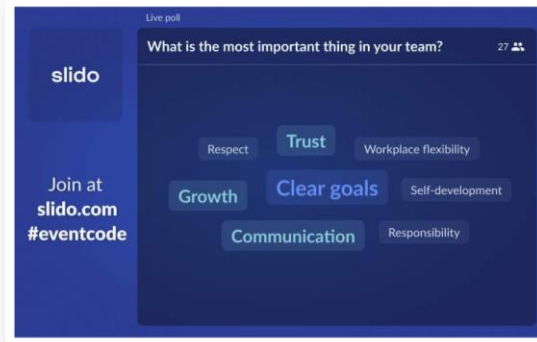 Live poll
What is the most important thing in your team?
27
slido
Join at
slido.com
#eventcode
Respect
Trust
Workplace flexibility
Growth
Clear goals
Self-development
Communication
Responsibility